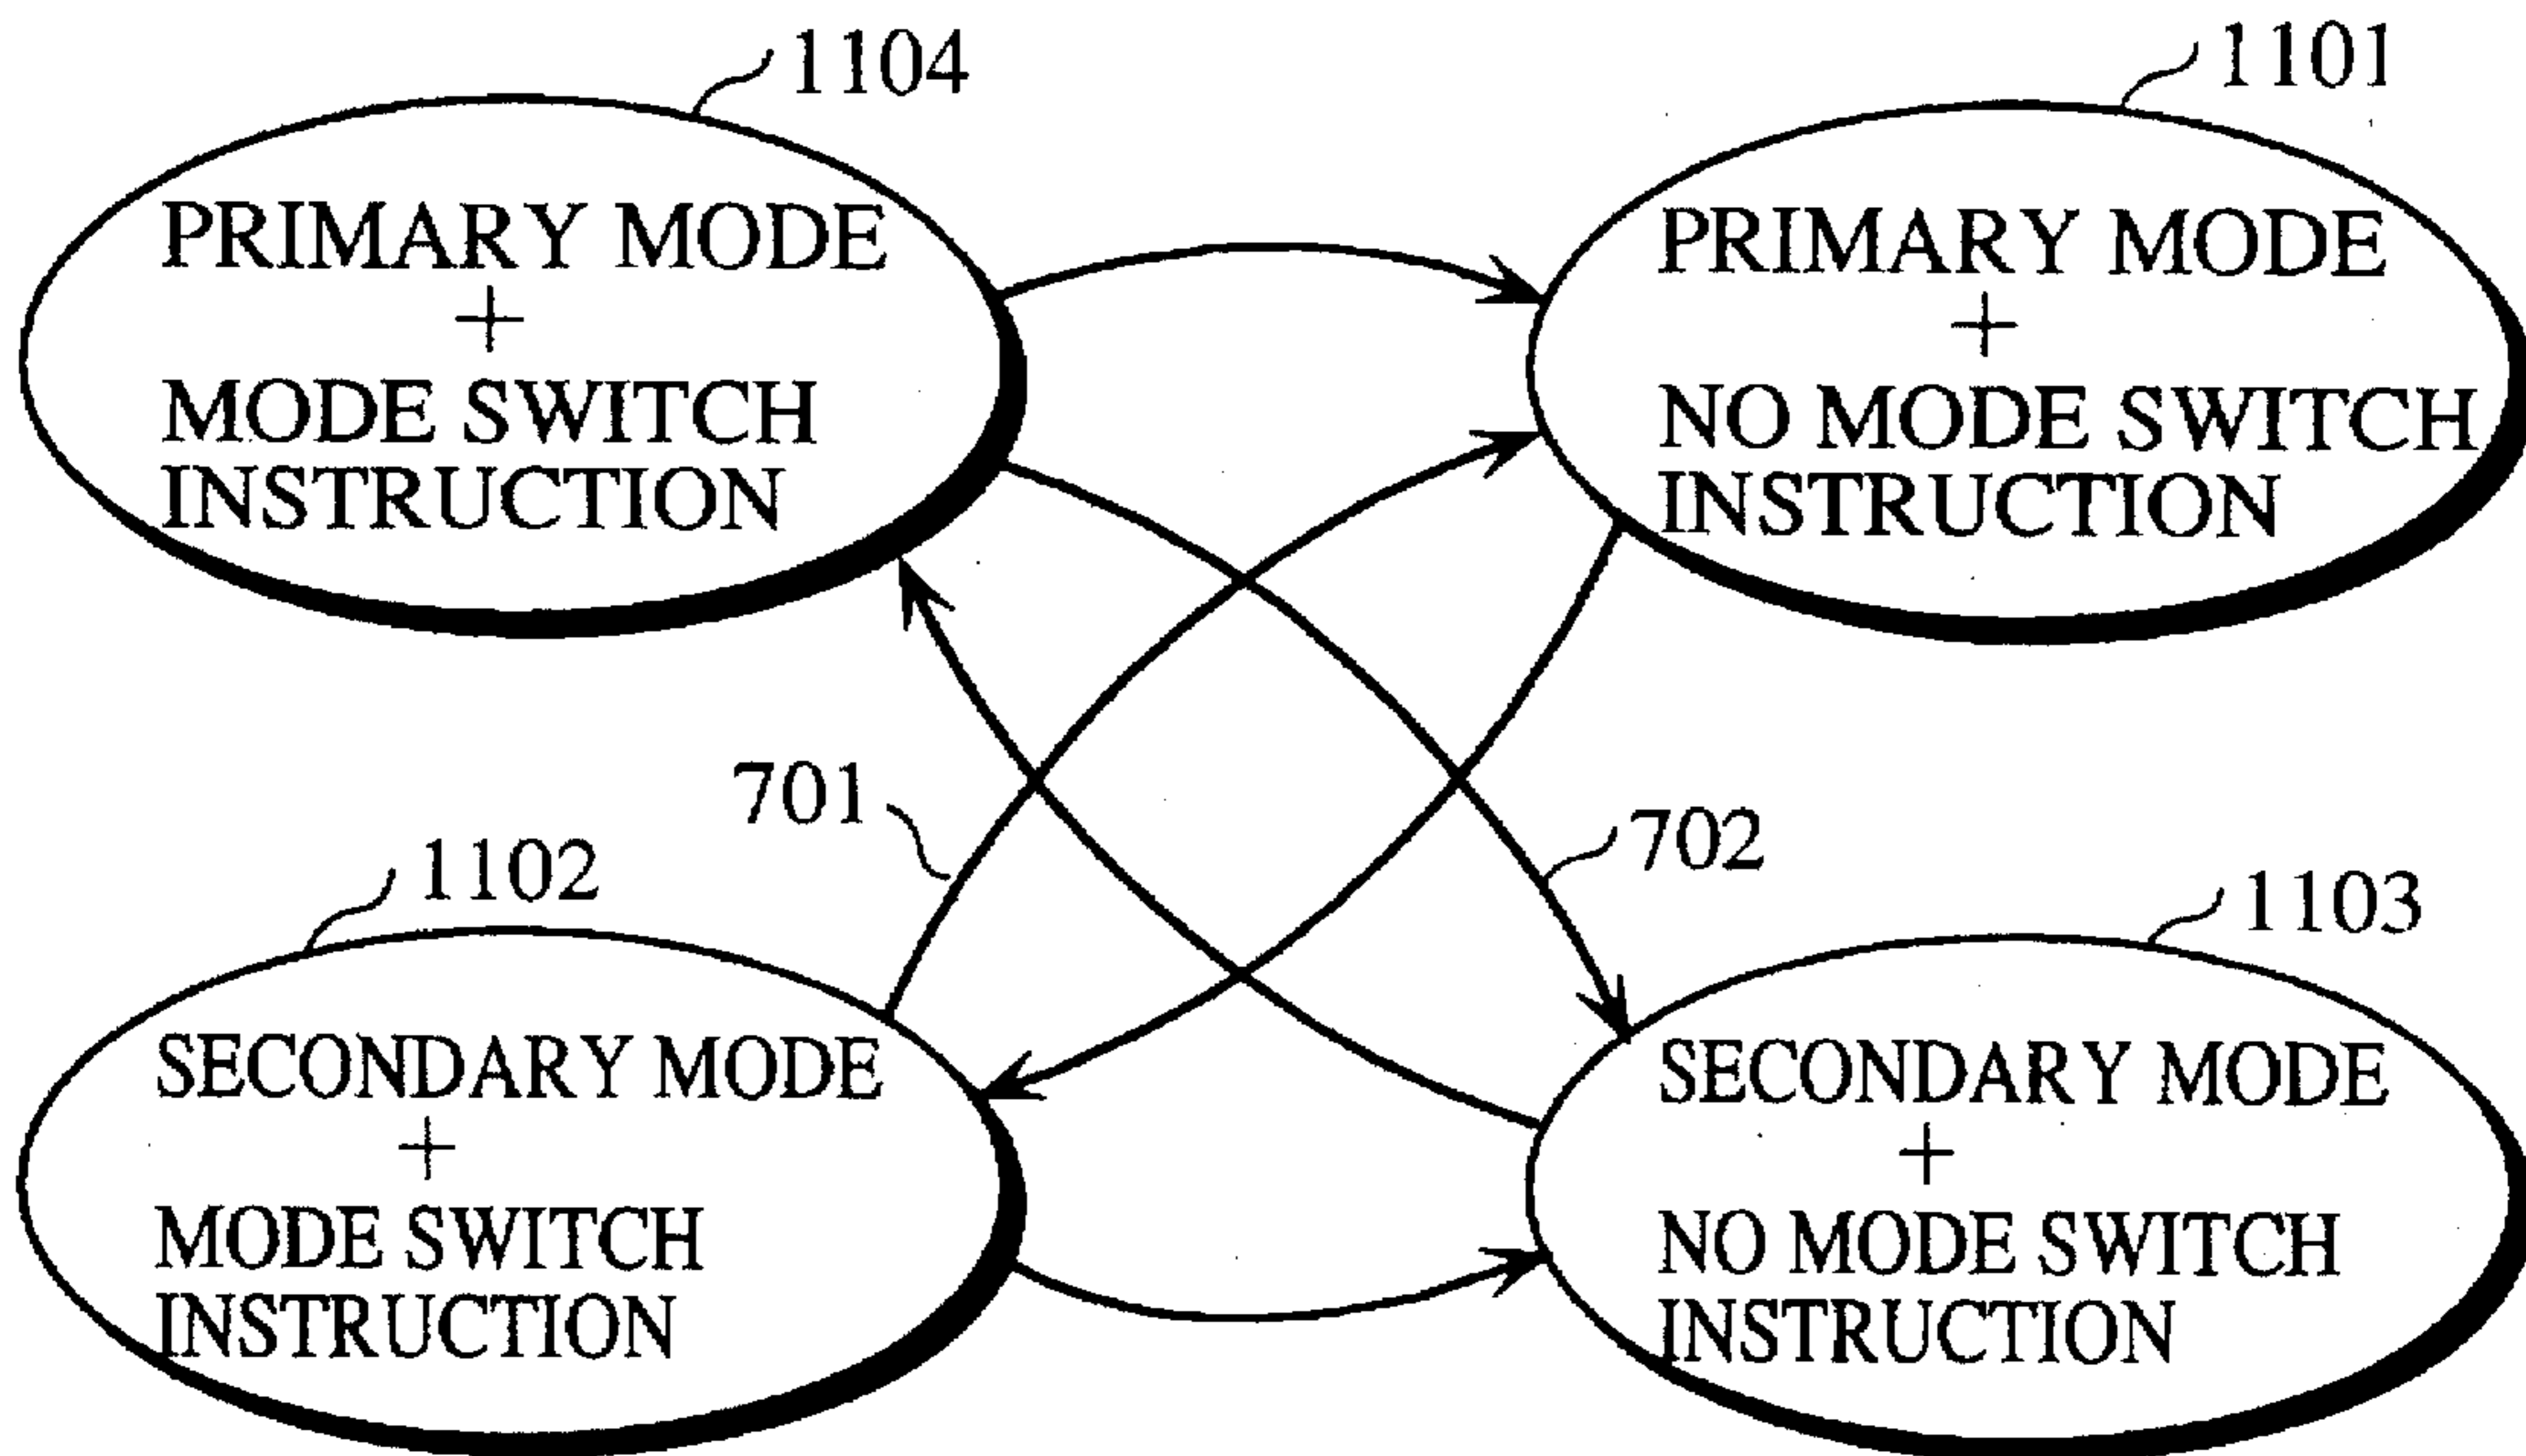 1104
PRIMARY MODE
+
MODE SWITCH
INSTRUCTION
1101
PRIMARY MODE
+
NO MODE SWITCH
INSTRUCTION
701
702
1102
SECONDARY MODE
+
MODE SWITCH
INSTRUCTION
1103
SECONDARY MODE
+
NO MODE SWITCH
INSTRUCTION